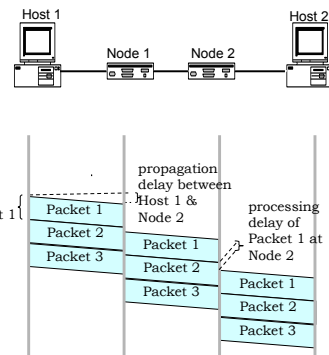 Host 1
Host 2
Node 1
Node 2
propagation
delay between
Host 1 &
Node 2
processing
delay of
Packet 1 at
Node 2
1
Packet 1
Packet 2
Packet 3
Packet 1
Packet 2
Packet 3
Packet 1
Packet 2
Packet 3